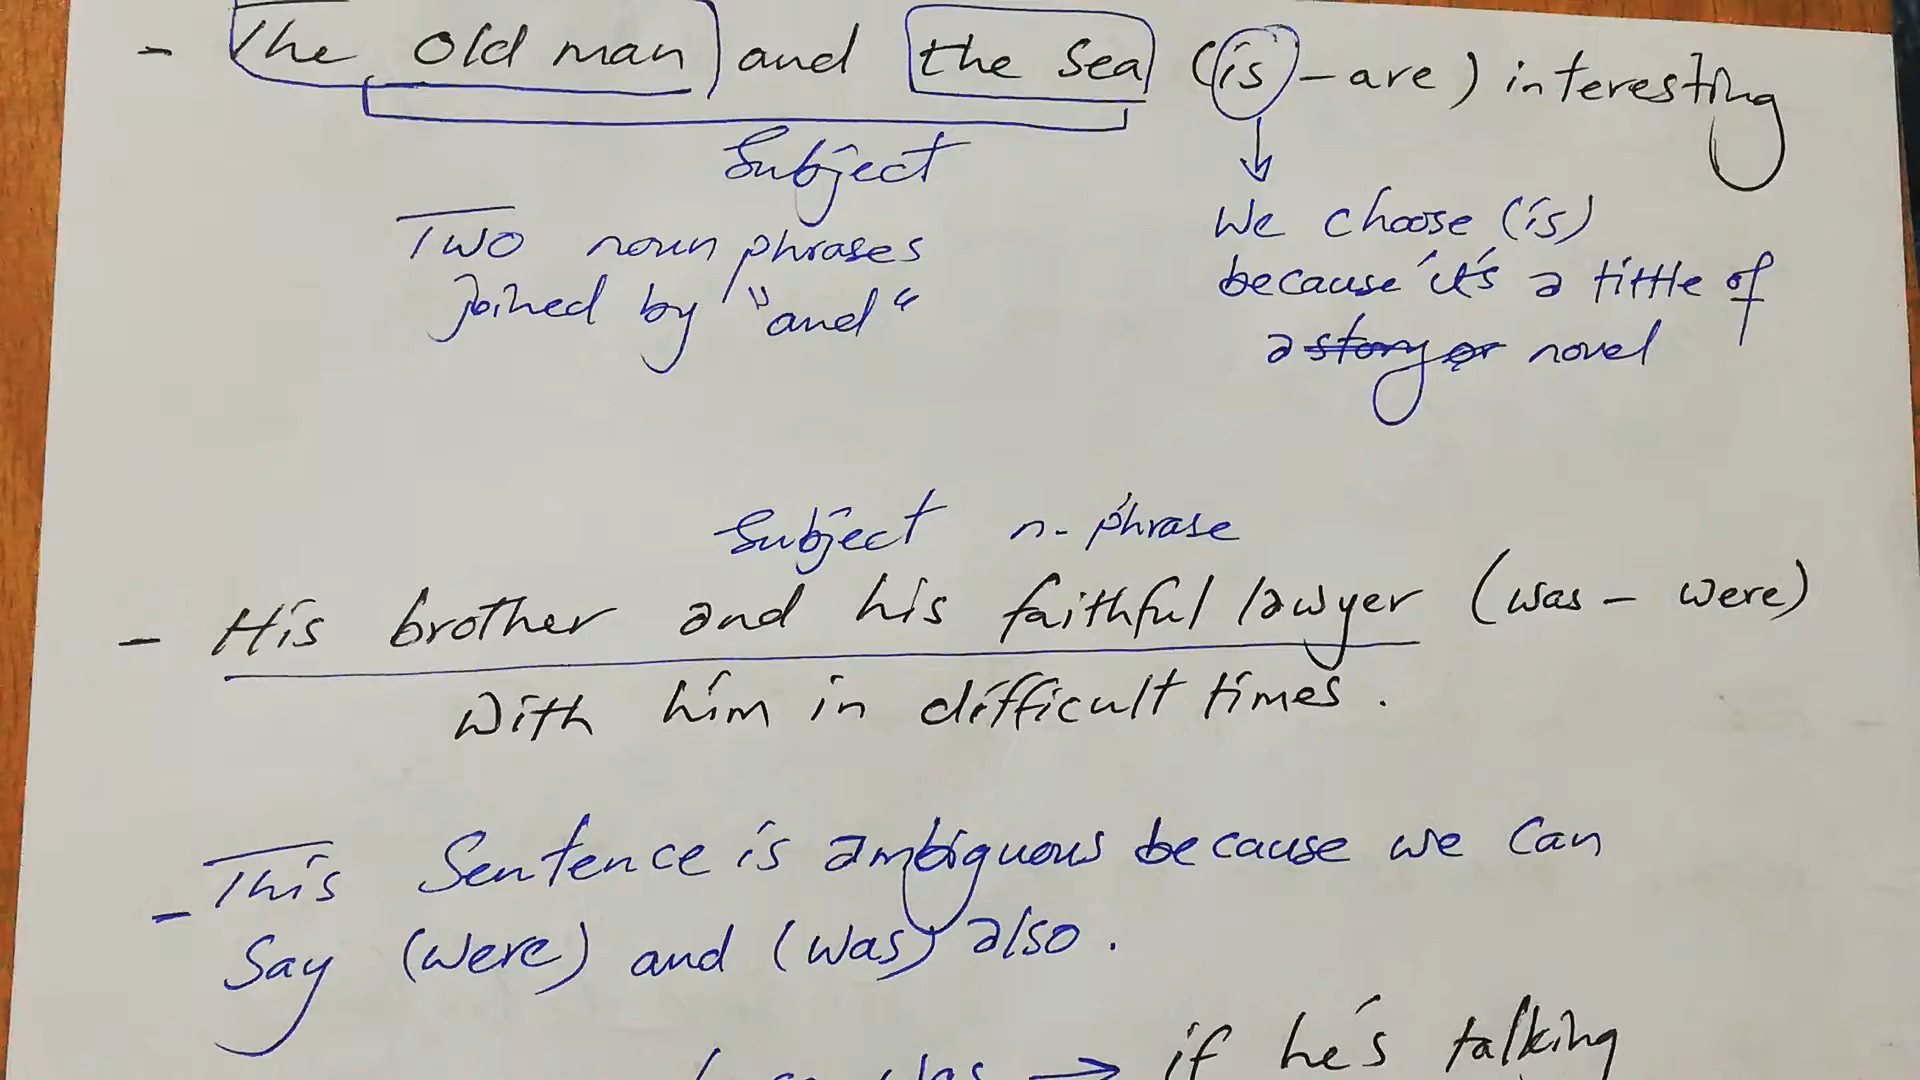 - The Old man and the Sea (is - are) interesting
Subject
Two noun phrases
joined by "and"
We choose (is)
because it's a tittle of
a story or novel
Subject n-phrase
- His brother and his faithful lawyer (was - were)
with him in difficult times.
- This Sentence is ambiguous because we can
Say (were) and (was) also.
if he's talking